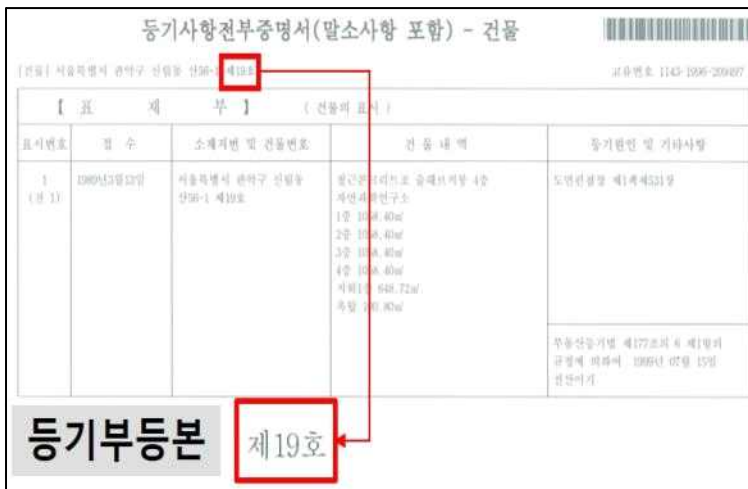 등기사항전부증명서(말소사항 포함) - 건물
[건물] 서울특별시 관악구 신림동 산56-1 제19호
고유번호 1143-1996-
【 표 제 부 】 ( 건물의 표시 )
표시번호 접 수 소재지번 및 건물번호 건 물 내 역 등기원인 및 기타사항
1 1989년3월13일 서울특별시 관악구 신림동 철근콘크리트조 슬래브지붕 4층 도면편철장 제1책제531장
(전 1) 산56-1 제19호 자연과학연구소
1층 1058.40㎡
2층 1058.40㎡
3층 1058.40㎡
4층 1058.40㎡
지하1층 648.72㎡
옥탑
부동산등기법 제177조의 6 제1항의
규정에 의하여 1999년 07월 15일
전산이기
등기부등본 제19호